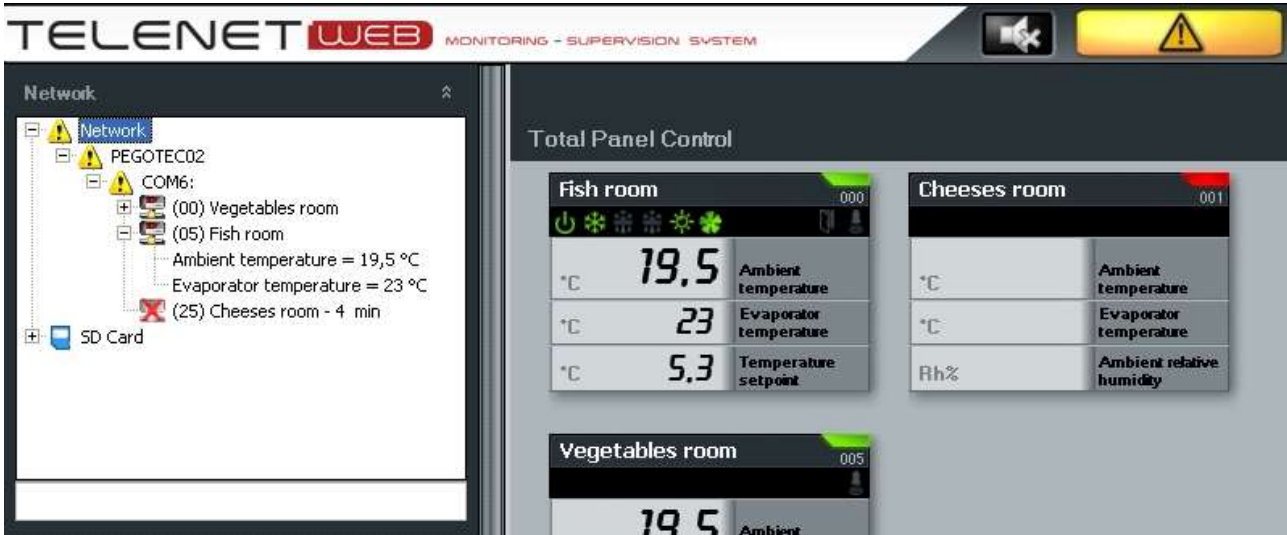 TELENET WEB MONITORING - SUPERVISION SYSTEM
Network
Network
PEGOTEC02
COM6:
(00) Vegetables room
(05) Fish room
Ambient temperature = 19,5 °C
Evaporator temperature = 23 °C
(25) Cheeses room - 4 min
SD Card
Total Panel Control
Fish room
000
°C
19.5
Ambient
temperature
°C
23
Evaporator
temperature
°C
5.3
Temperature
setpoint
Cheeses room
001
°C
Ambient
temperature
°C
Evaporator
temperature
Rh%
Ambient relative
humidity
Vegetables room
005
19.5
Ambient